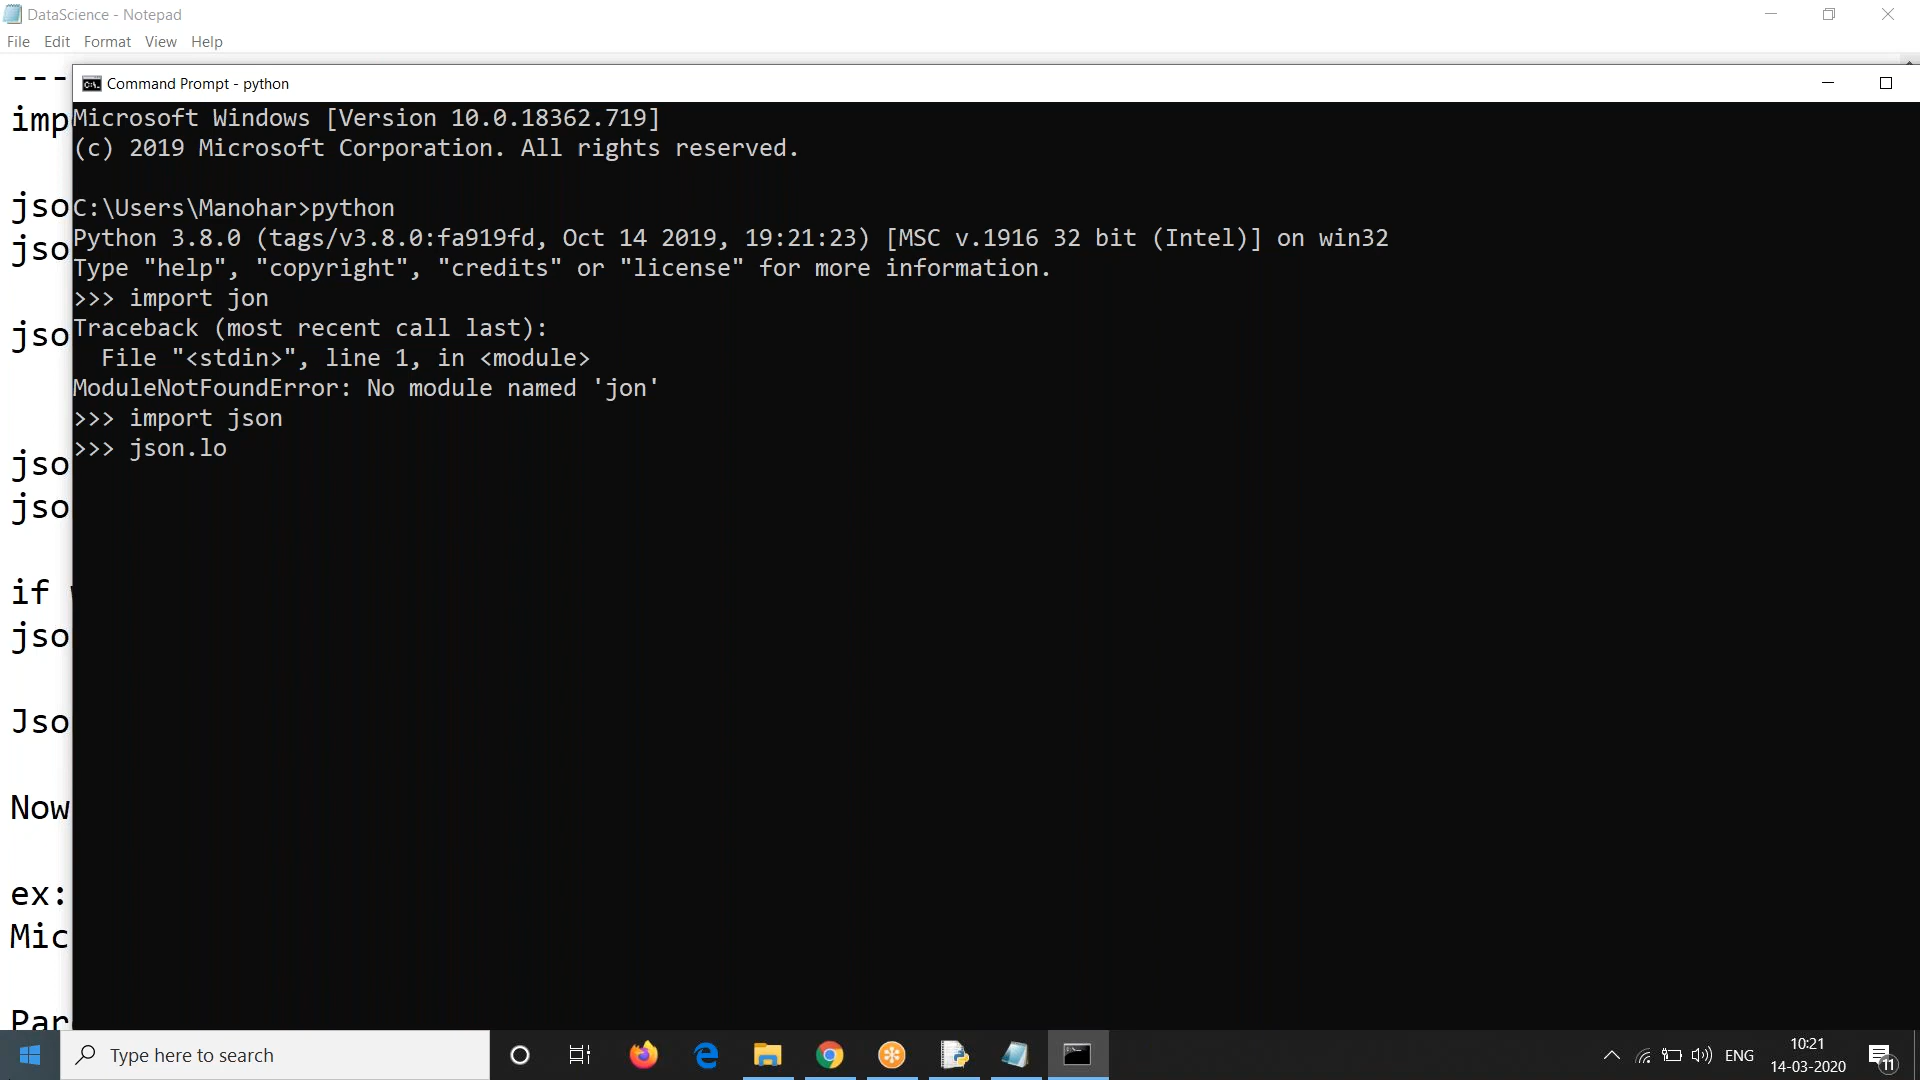 DataScience - Notepad
File Edit Format View Help
---
imp
jso
jso
jso
jso
jso
if
jso
Jso
Now
ex:
Mic
Par
Command Prompt - python
Microsoft Windows [Version 10.0.18362.719]
(c) 2019 Microsoft Corporation. All rights reserved.
C:\Users\Manohar>python
Python 3.8.0 (tags/v3.8.0:fa919fd, Oct 14 2019, 19:21:23) [MSC v.1916 32 bit (Intel)] on win32
Type "help", "copyright", "credits" or "license" for more information.
>>> import jon
Traceback (most recent call last):
  File "<stdin>", line 1, in <module>
ModuleNotFoundError: No module named 'jon'
>>> import json
>>> json.lo
Type here to search
ENG
10:21
14-03-2020
11